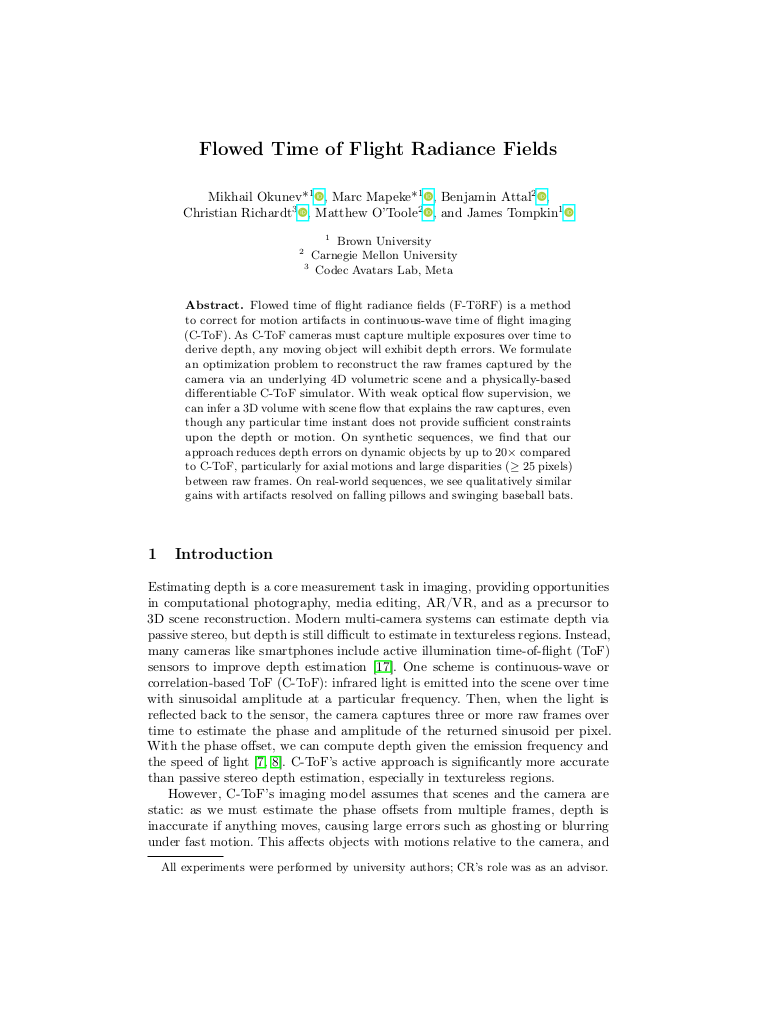 Flowed Time of Flight Radiance Fields
Mikhail Okunev*1, Marc Mapeke*1, Benjamin Attal2,
Christian Richardt3, Matthew O'Toole2, and James Tompkin1
1 Brown University
2 Carnegie Mellon University
3 Codec Avatars Lab, Meta
Abstract. Flowed time of flight radiance fields (F-TöRF) is a method
to correct for motion artifacts in continuous-wave time of flight imaging
(C-ToF). As C-ToF cameras must capture multiple exposures over time to
derive depth, any moving object will exhibit depth errors. We formulate
an optimization problem to reconstruct the raw frames captured by the
camera via an underlying 4D volumetric scene and a physically-based
differentiable C-ToF simulator. With weak optical flow supervision, we
can infer a 3D volume with scene flow that explains the raw captures, even
though any particular time instant does not provide sufficient constraints
upon the depth or motion. On synthetic sequences, we find that our
approach reduces depth errors on dynamic objects by up to 20× compared
to C-ToF, particularly for axial motions and large disparities (≥ 25 pixels)
between raw frames. On real-world sequences, we see qualitatively similar
gains with artifacts resolved on falling pillows and swinging baseball bats.
1 Introduction
Estimating depth is a core measurement task in imaging, providing opportunities
in computational photography, media editing, AR/VR, and as a precursor to
3D scene reconstruction. Modern multi-camera systems can estimate depth via
passive stereo, but depth is still difficult to estimate in textureless regions. Instead,
many cameras like smartphones include active illumination time-of-flight (ToF)
sensors to improve depth estimation [17]. One scheme is continuous-wave or
correlation-based ToF (C-ToF): infrared light is emitted into the scene over time
with sinusoidal amplitude at a particular frequency. Then, when the light is
reflected back to the sensor, the camera captures three or more raw frames over
time to estimate the phase and amplitude of the returned sinusoid per pixel.
With the phase offset, we can compute depth given the emission frequency and
the speed of light [7, 8]. C-ToF's active approach is significantly more accurate
than passive stereo depth estimation, especially in textureless regions.
However, C-ToF's imaging model assumes that scenes and the camera are
static: as we must estimate the phase offsets from multiple frames, depth is
inaccurate if anything moves, causing large errors such as ghosting or blurring
under fast motion. This affects objects with motions relative to the camera, and
All experiments were performed by university authors; CR's role was as an advisor.